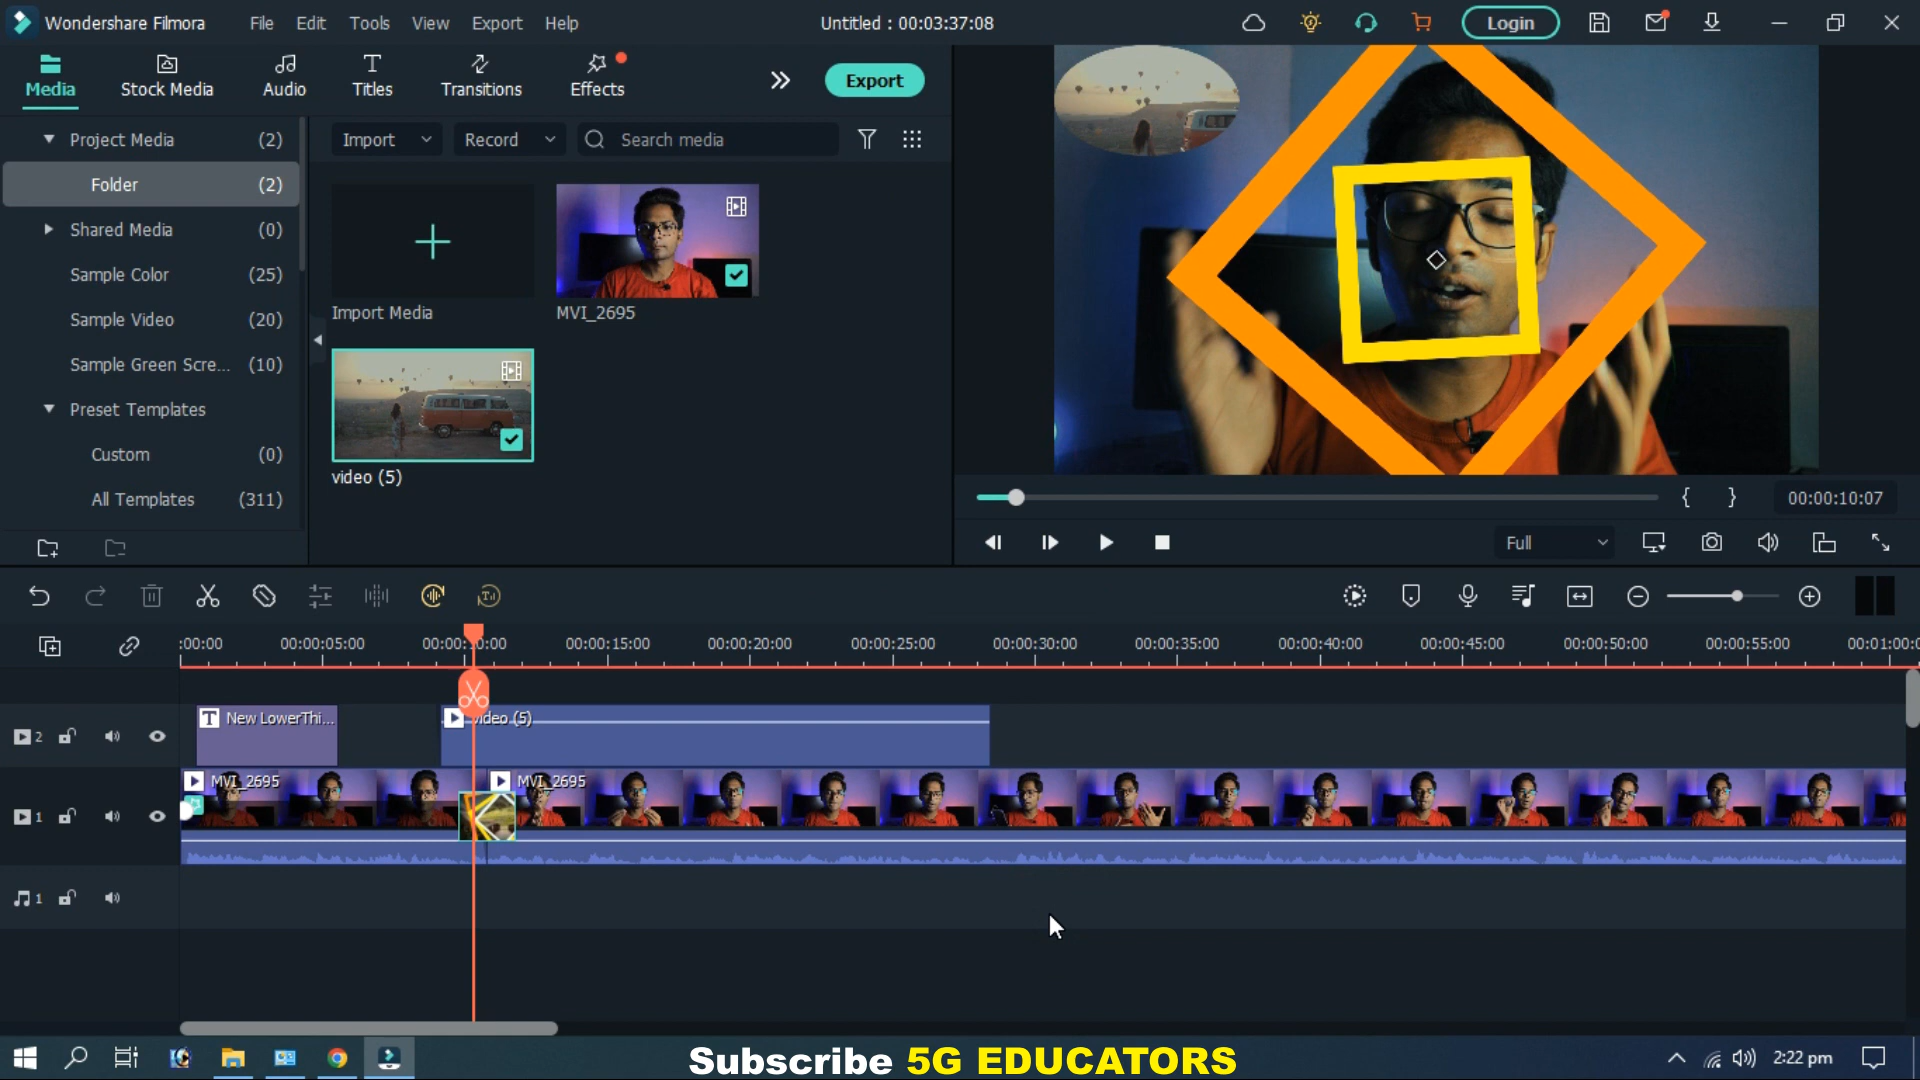 Wondershare Filmora
File
Edit
Tools
View
Export
Help
Untitled : 00:03:37:08
Login
Media
Stock Media
Audio
Titles
Transitions
Effects
Export
Project Media (2)
Folder (2)
Shared Media (0)
Sample Color (25)
Sample Video (20)
Sample Green Scre... (10)
Preset Templates
Custom (0)
All Templates (311)
Import
Record
Search media
Import Media
MVI_2695
video (5)
00:00:10:07
Full
:00:00
00:00:05:00
00:00:10:00
00:00:15:00
00:00:20:00
00:00:25:00
00:00:30:00
00:00:35:00
00:00:40:00
00:00:45:00
00:00:50:00
00:00:55:00
00:01:00:0
2
T New LowerThi...
video (5)
1
MVI_2695
MVI_2695
1
Subscribe 5G EDUCATORS
2:22 pm